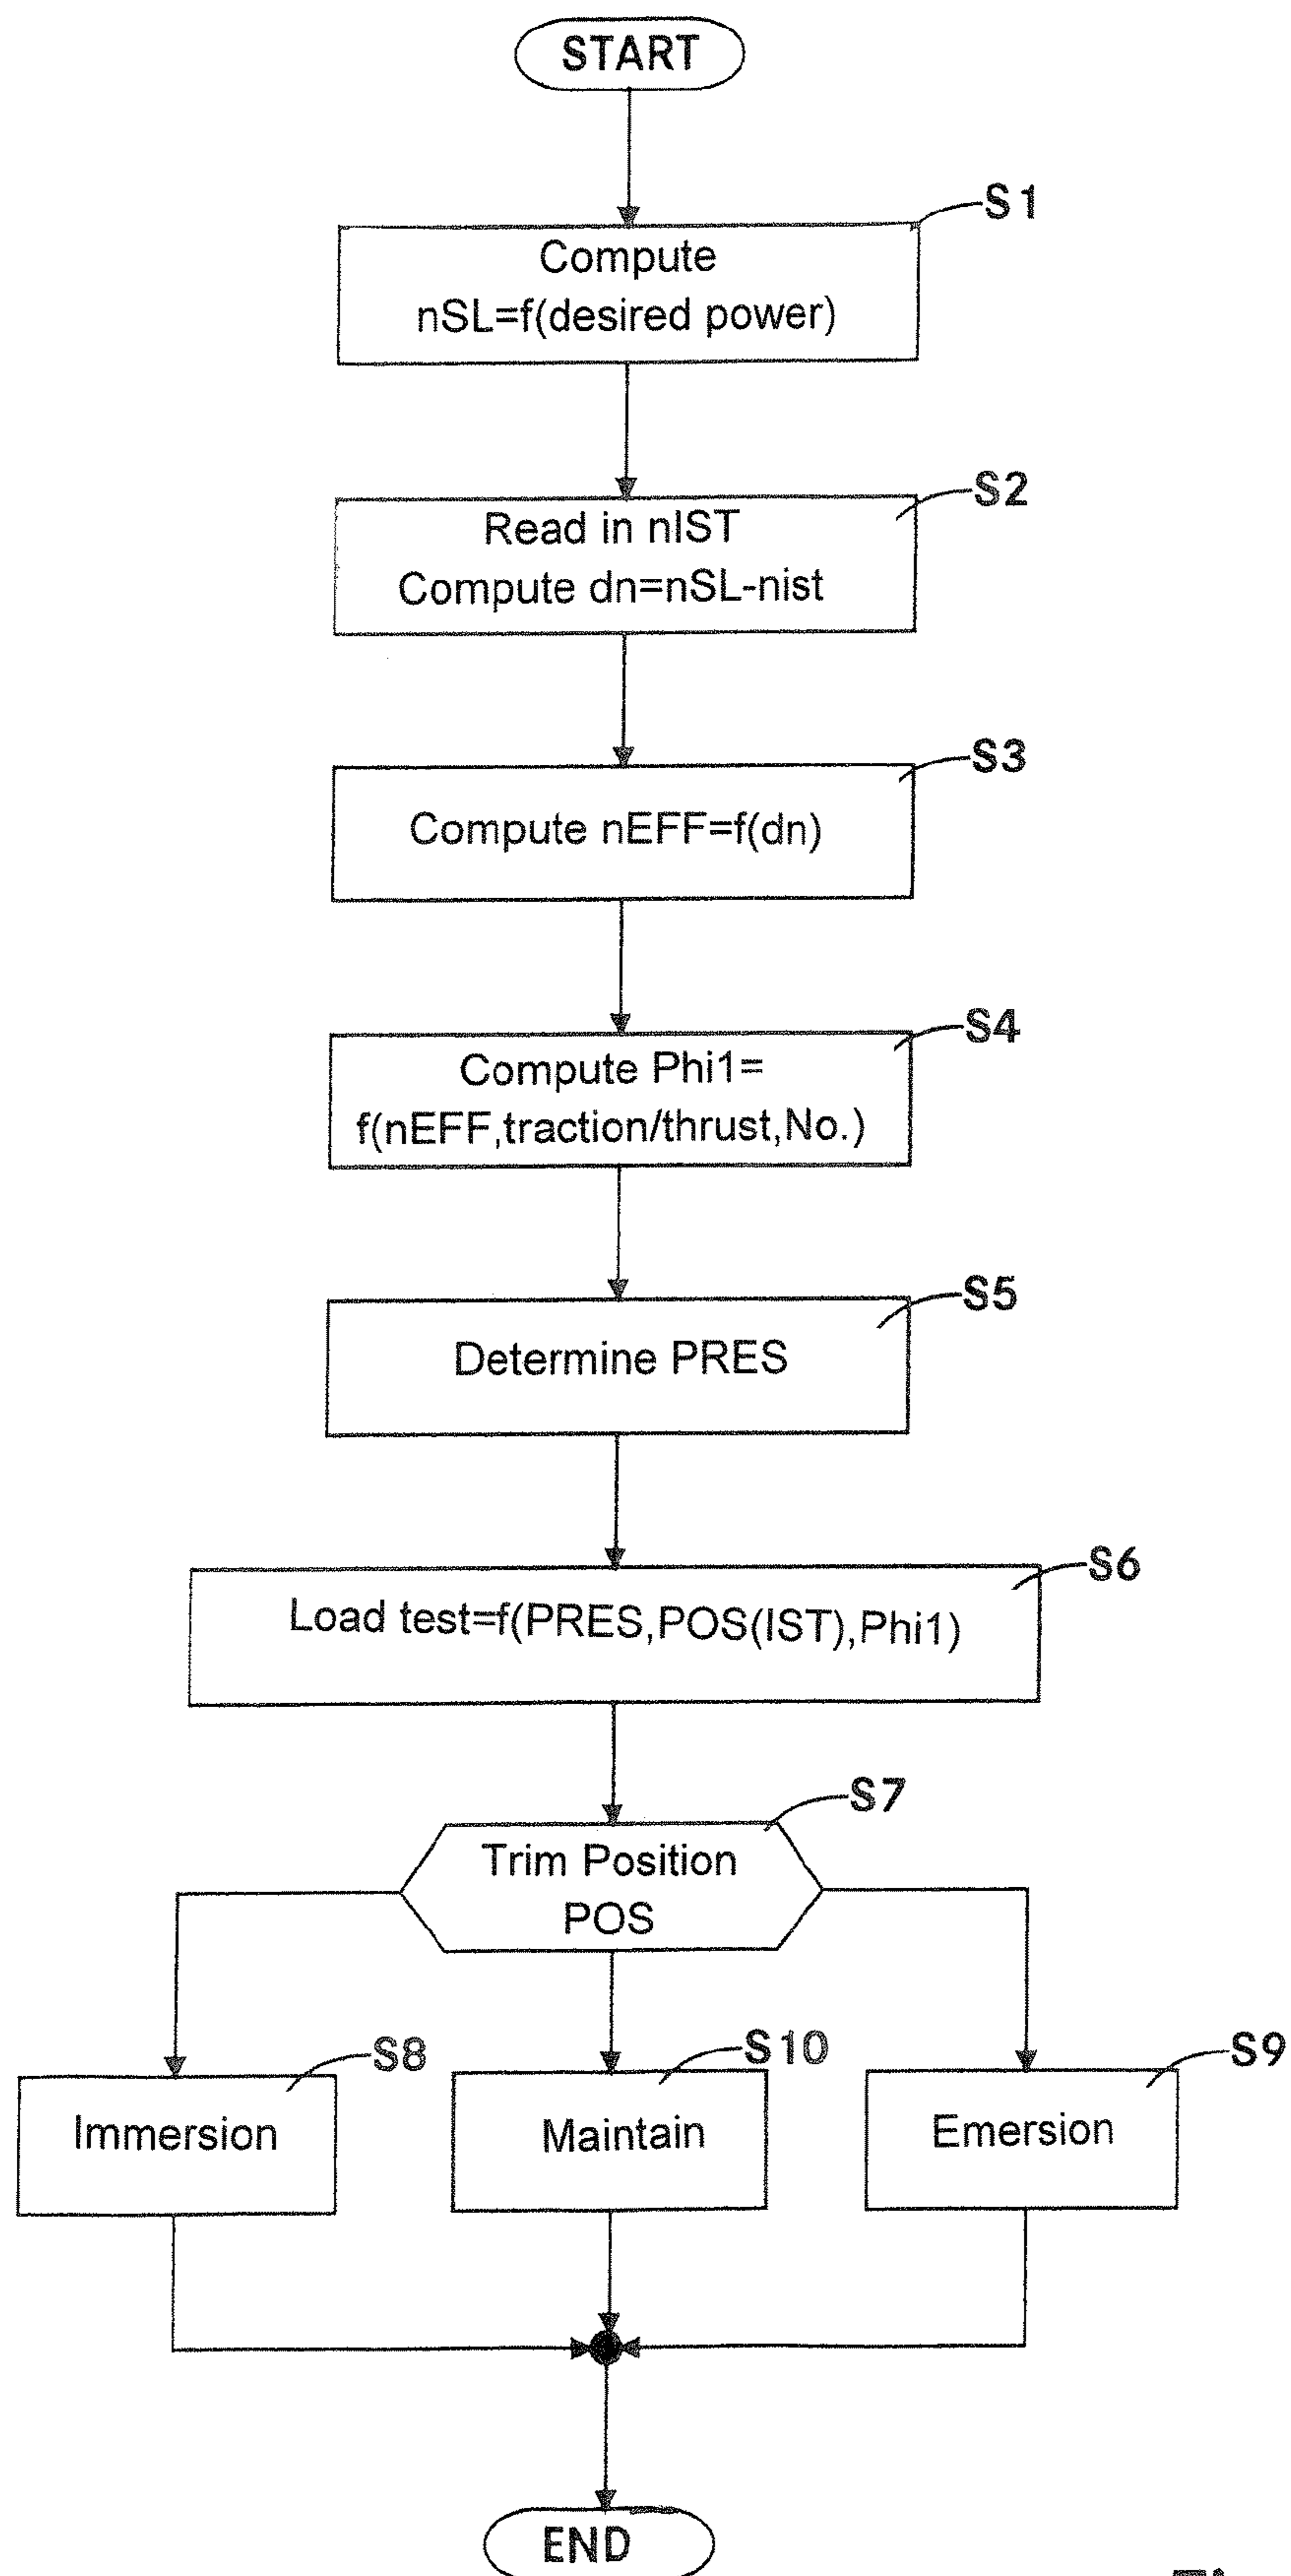 START
S1
Compute
nSL=f(desired power)
S2
Read in nIST
Compute dn=nSL-nist
S3
Compute nEFF=f(dn)
S4
Compute Phi1=
f(nEFF,traction/thrust,No.)
S5
Determine PRES
S6
Load test=f(PRES,POS(IST),Phi1)
S7
Trim Position
POS
S8
S10
S9
Immersion
Maintain
Emersion
END